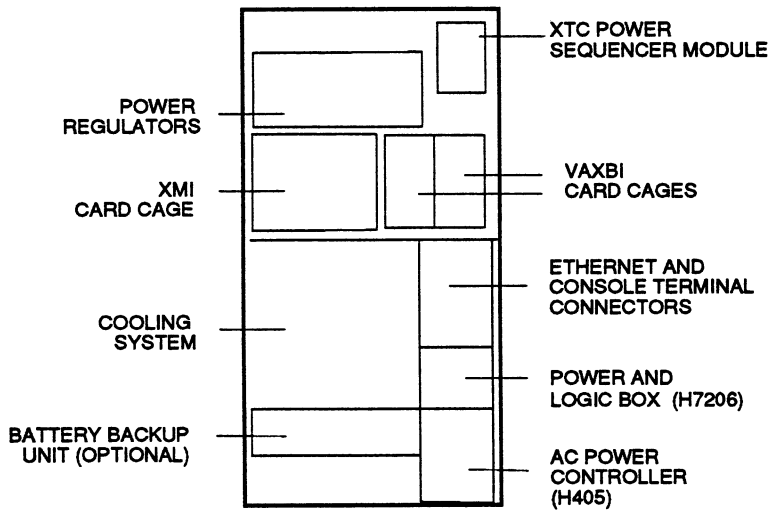 XTC POWER
SEQUENCER MODULE
POWER
REGULATORS
XMI
CARD CAGE
VAXBI
CARD CAGES
ETHERNET AND
CONSOLE TERMINAL
CONNECTORS
COOLING
SYSTEM
POWER AND
LOGIC BOX (H7206)
BATTERY BACKUP
UNIT (OPTIONAL)
AC POWER
CONTROLLER
(H405)